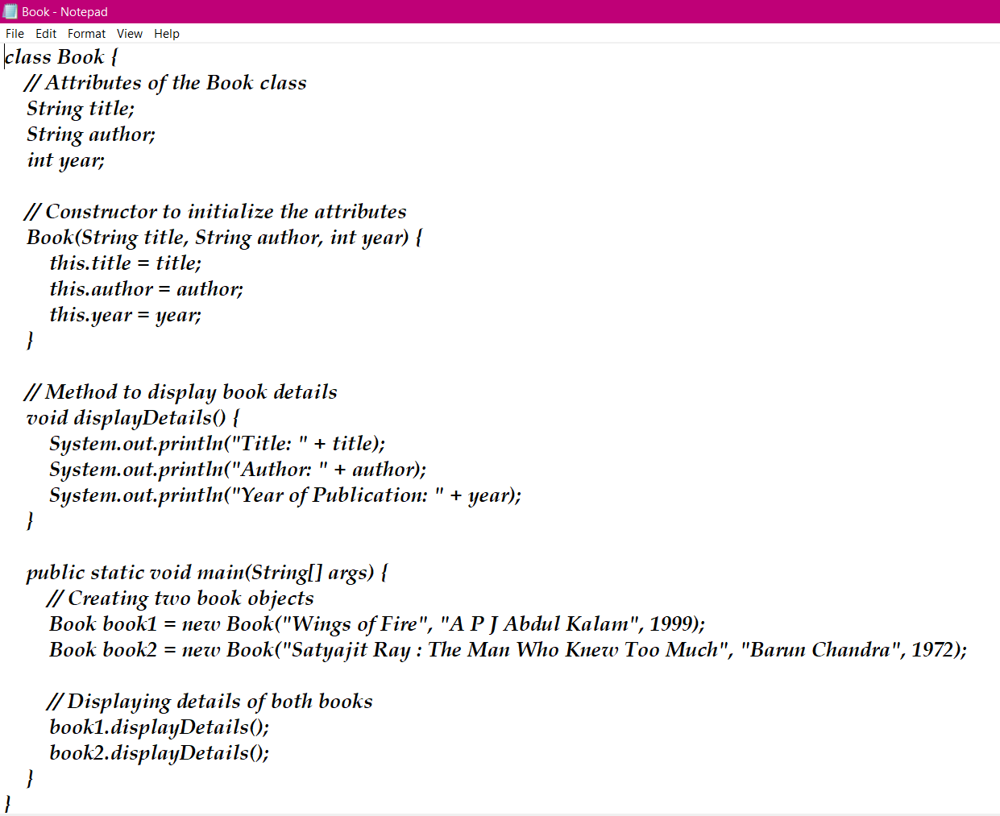 Book - Notepad
File Edit Format View Help
class Book {
// Attributes of the Book class
String title;
String author;
int year;
// Constructor to initialize the attributes
Book(String title, String author, int year) {
this.title = title;
this.author = author;
this.year = year;
}
// Method to display book details
void displayDetails() {
System.out.println("Title: " + title);
System.out.println("Author: " + author);
System.out.println("Year of Publication: " + year);
}
public static void main(String[] args) {
// Creating two book objects
Book book1 = new Book("Wings of Fire", "A P J Abdul Kalam", 1999);
Book book2 = new Book("Satyajit Ray : The Man Who Knew Too Much", "Barun Chandra", 1972);
// Displaying details of both books
book1.displayDetails();
book2.displayDetails();
}
}